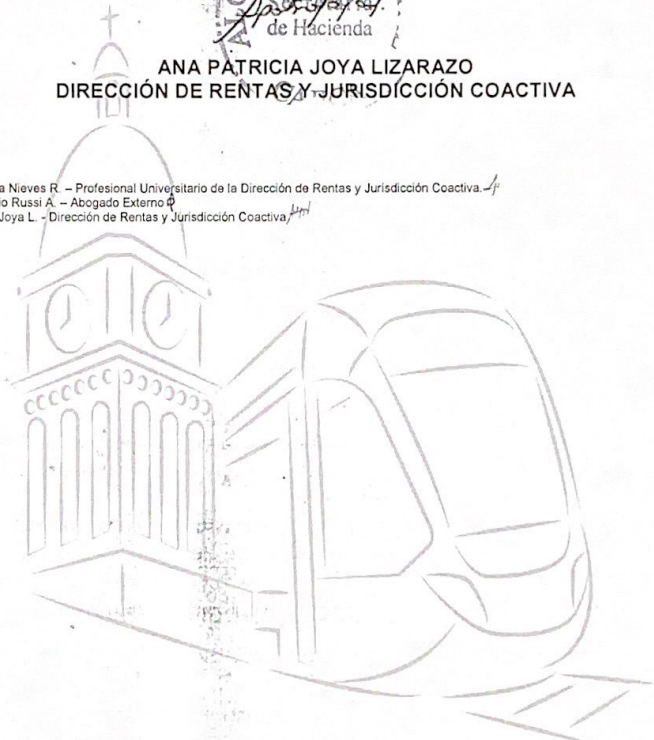 de Hacienda
ANA PATRICIA JOYA LIZARAZO
DIRECCIÓN DE RENTAS Y JURISDICCIÓN COACTIVA
a Nieves R. – Profesional Universitario de la Dirección de Rentas y Jurisdicción Coactiva.
io Russi A. – Abogado Externo
Joya L. - Dirección de Rentas y Jurisdicción Coactiva